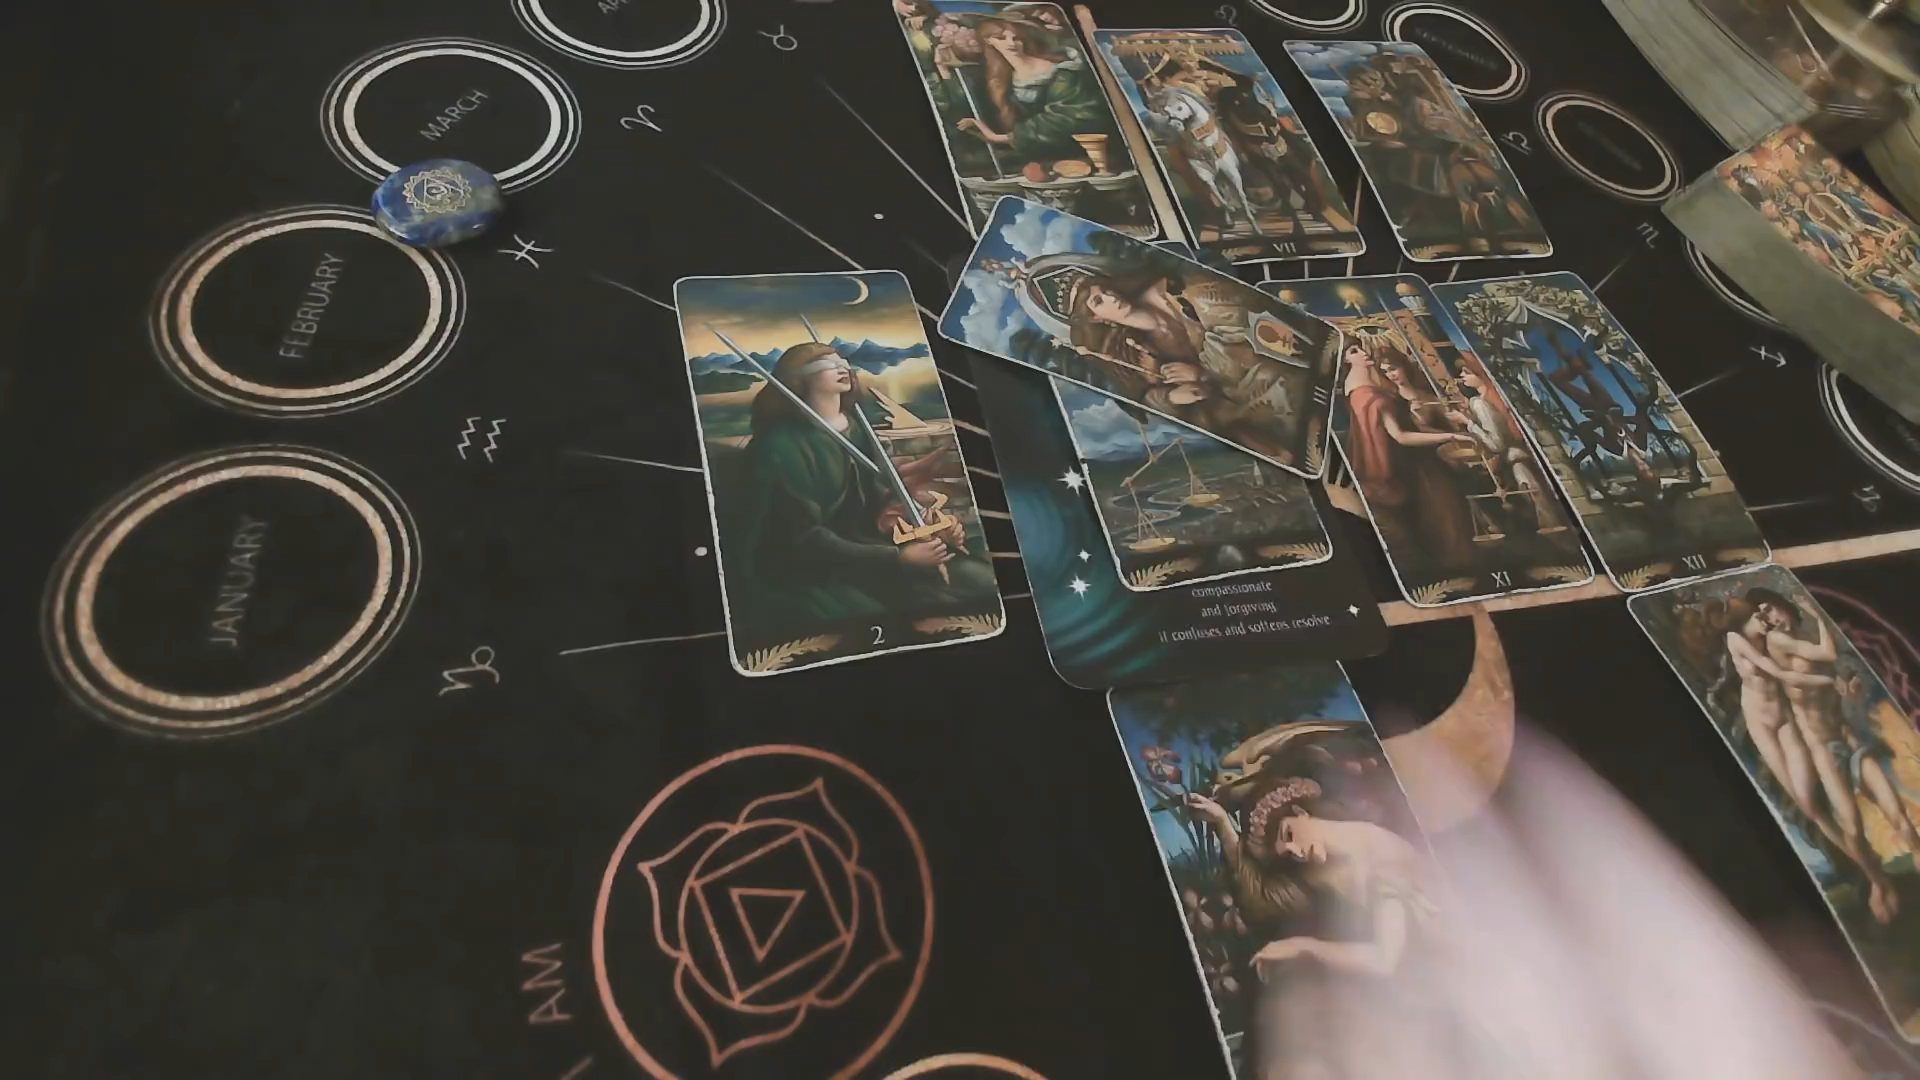 MARCH
FEBRUARY
JANUARY
VII
III
XI
XII
2
compassionate
and forgiving
it confuses and softens resolve
AM